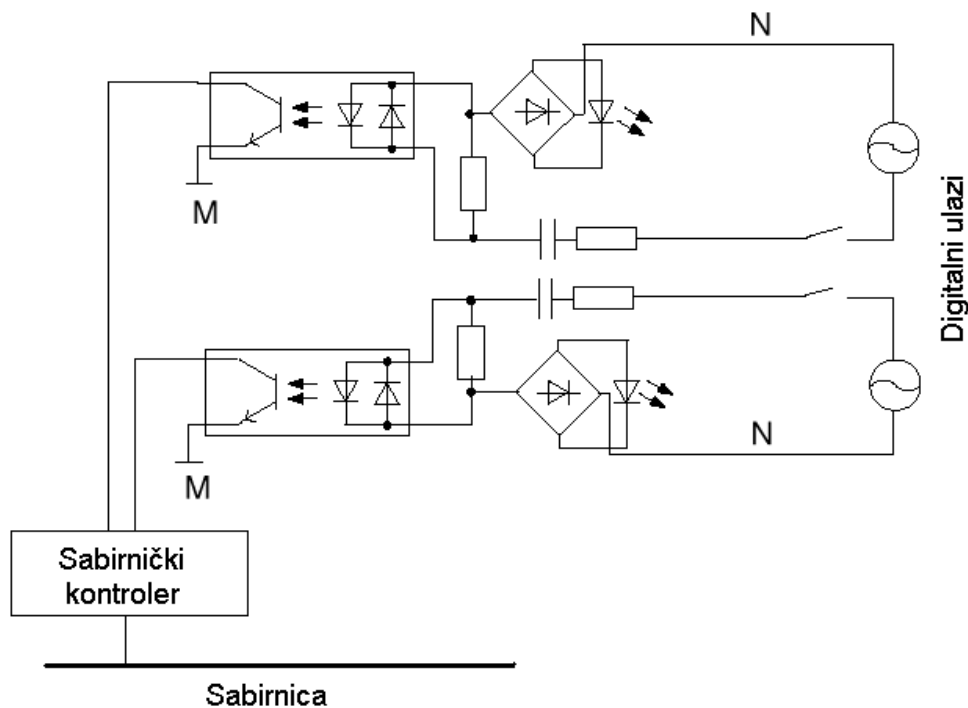 N
M
Digitalni ulazi
N
M
Sabirnički
kontroler
Sabirnica